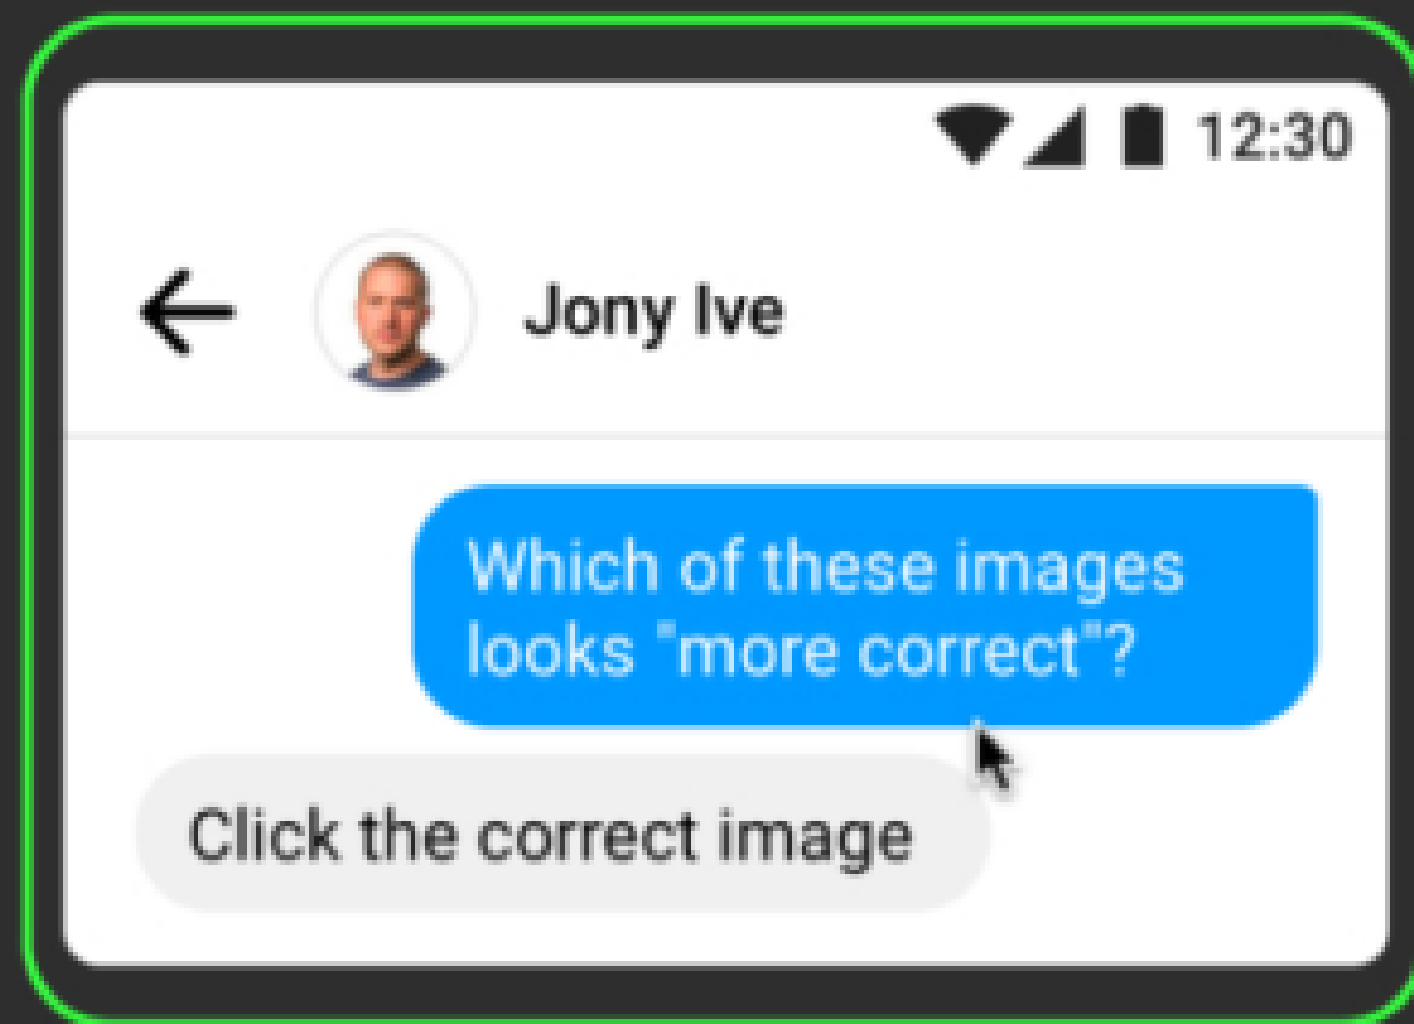 12:30
Jony Ive
Which of these images
looks "more correct"?
Click the correct image